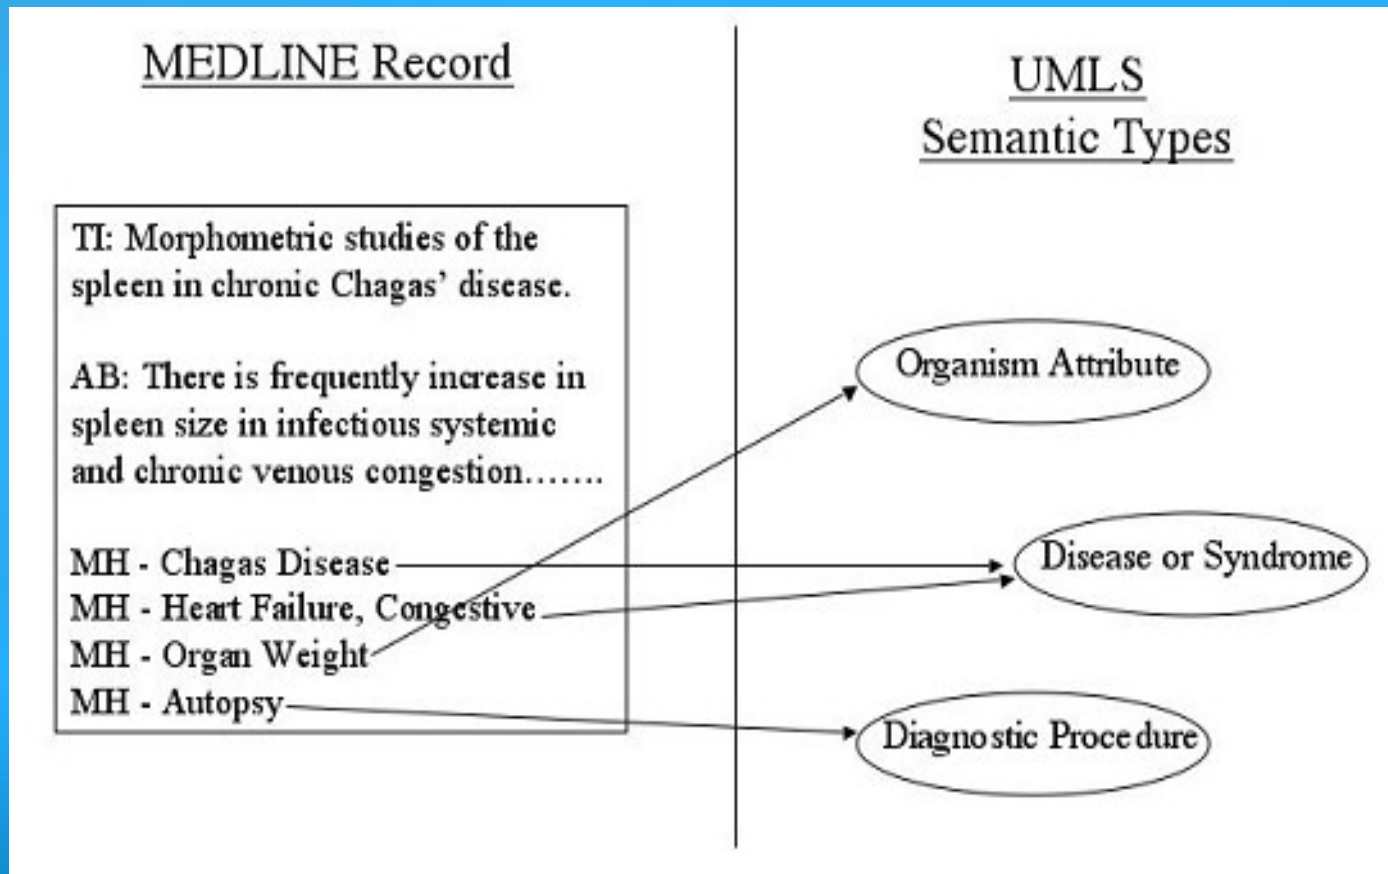 MEDLINE Record
UMLS
Semantic Types
TI: Morphometric studies of the
spleen in chronic Chagas’ disease.
AB: There is frequently increase in
spleen size in infectious systemic
and chronic venous congestion.......
MH - Chagas Disease
MH - Heart Failure, Congestive
MH - Organ Weight
MH - Autopsy
Organism Attribute
Disease or Syndrome
Diagnostic Procedure